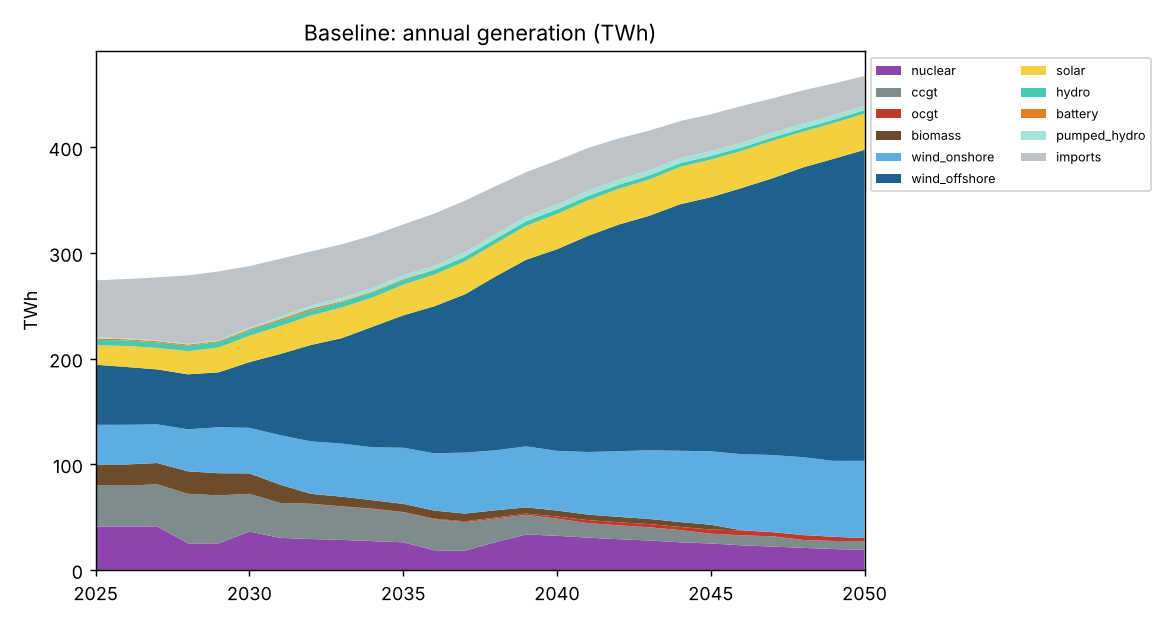 Baseline: annual generation (TWh)
TWh
400
300
200
100
0
2025 2030 2035 2040 2045 2050
nuclear
ccgt
ocgt
biomass
wind_onshore
wind_offshore
solar
hydro
battery
pumped_hydro
imports